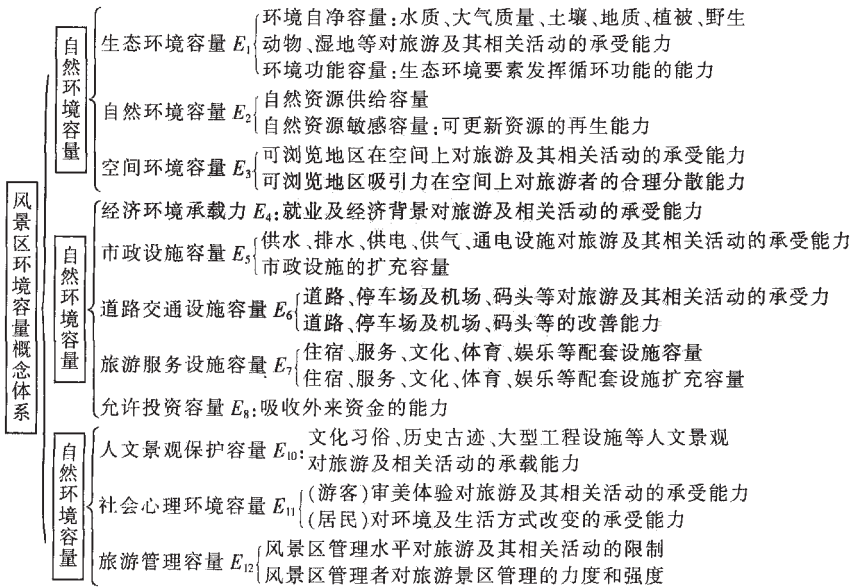 风景区环境容量概念体系
自然环境容量
生态环境容量 E1
环境自净容量：水质、大气质量、土壤、地质、植被、野生
动物、湿地等对旅游及其相关活动的承受能力
环境功能容量：生态环境要素发挥循环功能的能力
自然环境容量 E2
自然资源供给容量
自然资源敏感容量：可更新资源的再生能力
空间环境容量 E3
可浏览地区在空间上对旅游及其相关活动的承受能力
可浏览地区吸引力在空间上对旅游者的合理分散能力
自然环境容量
经济环境承载力 E4：就业及经济背景对旅游及相关活动的承受能力
市政设施容量 E5
供水、排水、供电、供气、通电设施对旅游及其相关活动的承受能力
市政设施的扩充容量
道路交通设施容量 E6
道路、停车场及机场、码头等对旅游及其相关活动的承受力
道路、停车场及机场、码头等的改善能力
旅游服务设施容量 E7
住宿、服务、文化、体育、娱乐等配套设施容量
住宿、服务、文化、体育、娱乐等配套设施扩充容量
允许投资容量 E8：吸收外来资金的能力
自然环境容量
人文景观保护容量 E10：
文化习俗、历史古迹、大型工程设施等人文景观
对旅游及相关活动的承载能力
社会心理环境容量 E11
(游客)审美体验对旅游及其相关活动的承受能力
(居民)对环境及生活方式改变的承受能力
旅游管理容量 E12
风景区管理水平对旅游及其相关活动的限制
风景区管理者对旅游景区管理的力度和强度